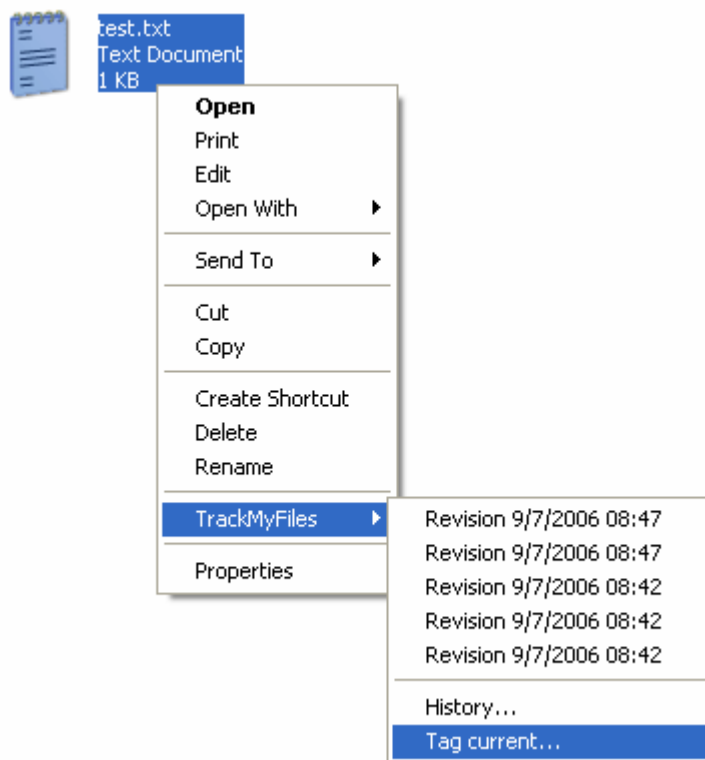 test.txt
Text Document
1 KB
Open
Print
Edit
Open With
Send To
Cut
Copy
Create Shortcut
Delete
Rename
TrackMyFiles
Properties
Revision 9/7/2006 08:47
Revision 9/7/2006 08:47
Revision 9/7/2006 08:42
Revision 9/7/2006 08:42
Revision 9/7/2006 08:42
History...
Tag current...